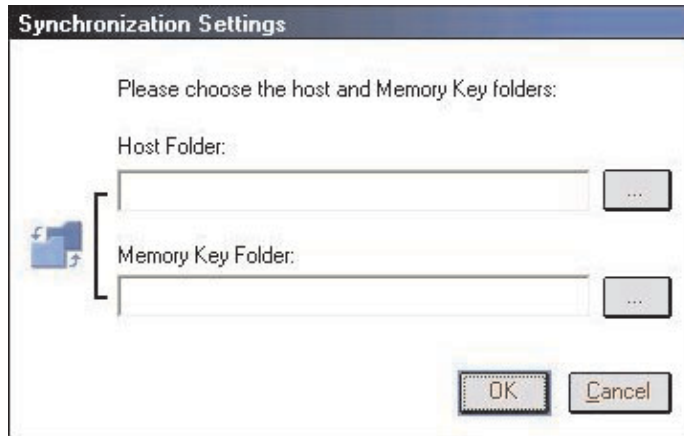 Synchronization Settings
Please choose the host and Memory Key folders:
Host Folder:
...
Memory Key Folder:
...
OK Cancel